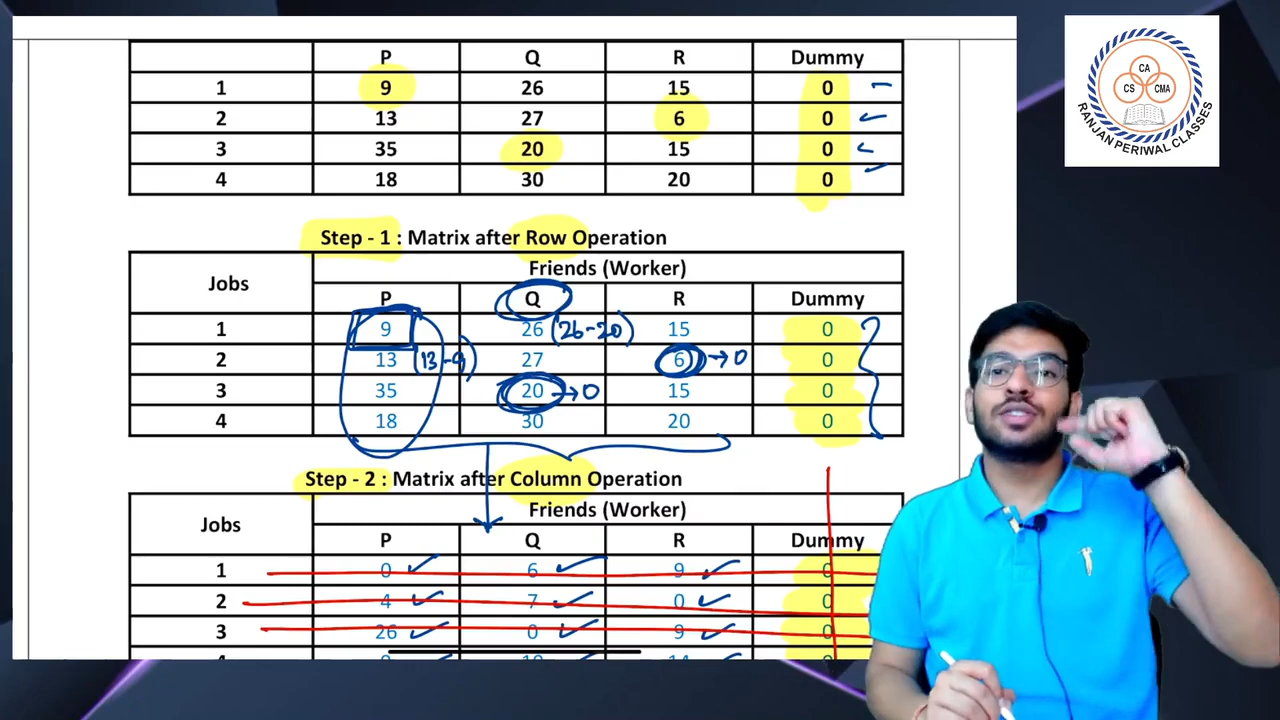 P Q R Dummy
1 9 26 15 0
2 13 27 6 0
3 35 20 15 0
4 18 30 20 0
Step - 1 : Matrix after Row Operation
Jobs Friends (Worker)
P Q R Dummy
1 9 26 (26-20) 15 0
2 13 (13-9) 27 6 →0 0
3 35 20 →0 15 0
4 18 30 20 0
Step - 2 : Matrix after Column Operation
Jobs Friends (Worker)
P Q R Dummy
1 0 6 9 0
2 4 7 0 0
3 26 0 9 0
CA
CS CMA
RANJAN PERIWAL CLASSES